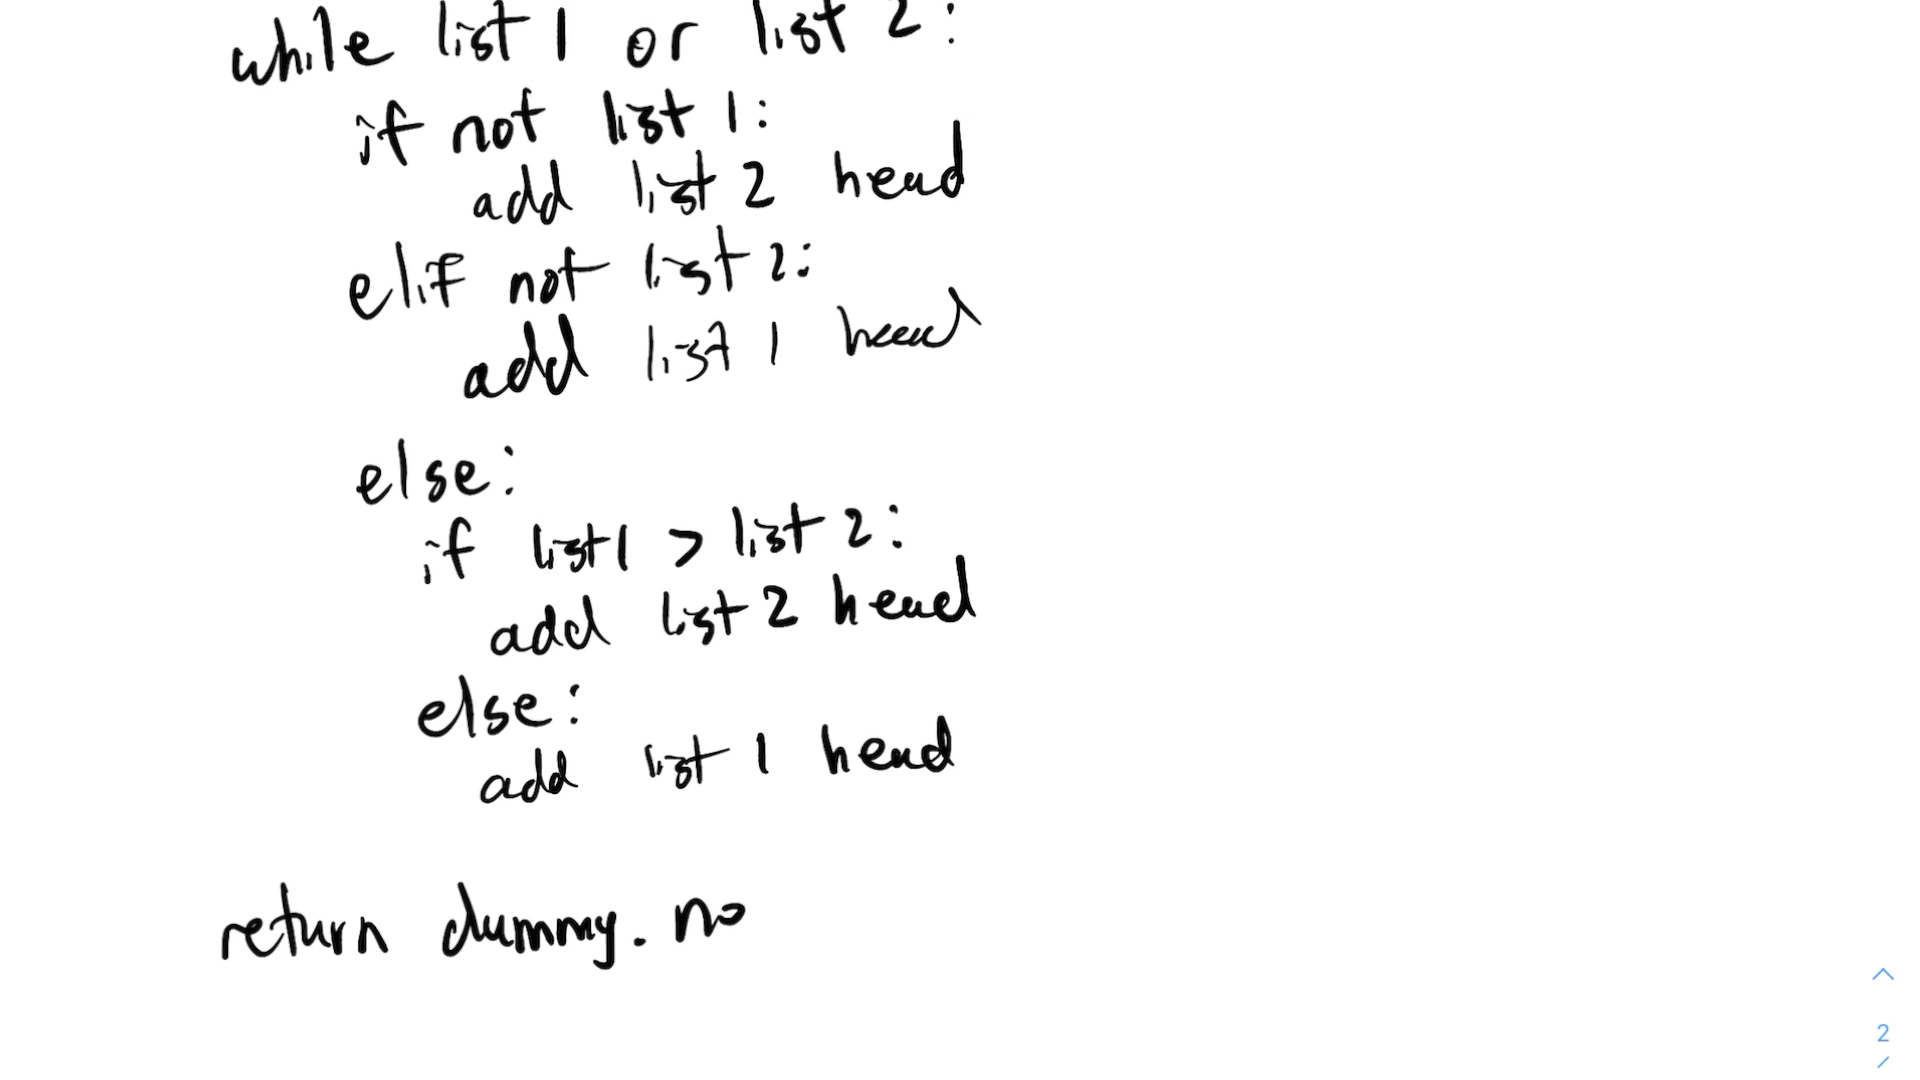 while list 1 or list 2:
if not list 1:
add list 2 head
elif not list 2:
add list 1 head
else:
if list1 > list 2:
add list 2 head
else:
add list 1 head
return dummy. no
2